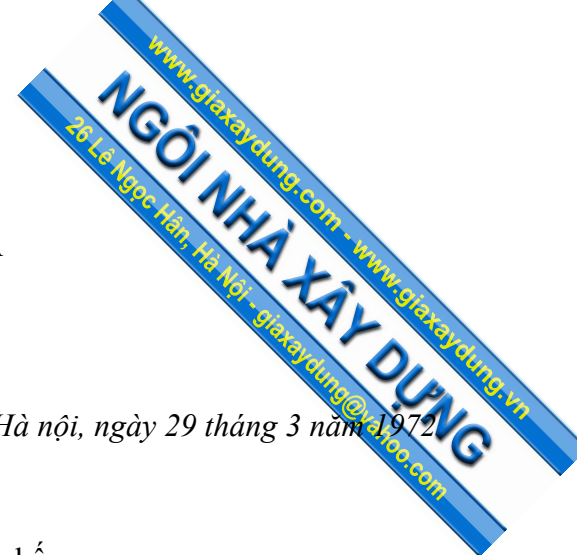 www.giaxaydung.com - www.giaxaydung.vn
NGÔI NHÀ XÂY DỰNG
26 Lê Ngọc Hân, Hà Nội - giaxaydung@yahoo.com
Hà nội, ngày 29 tháng 3 năm 1972